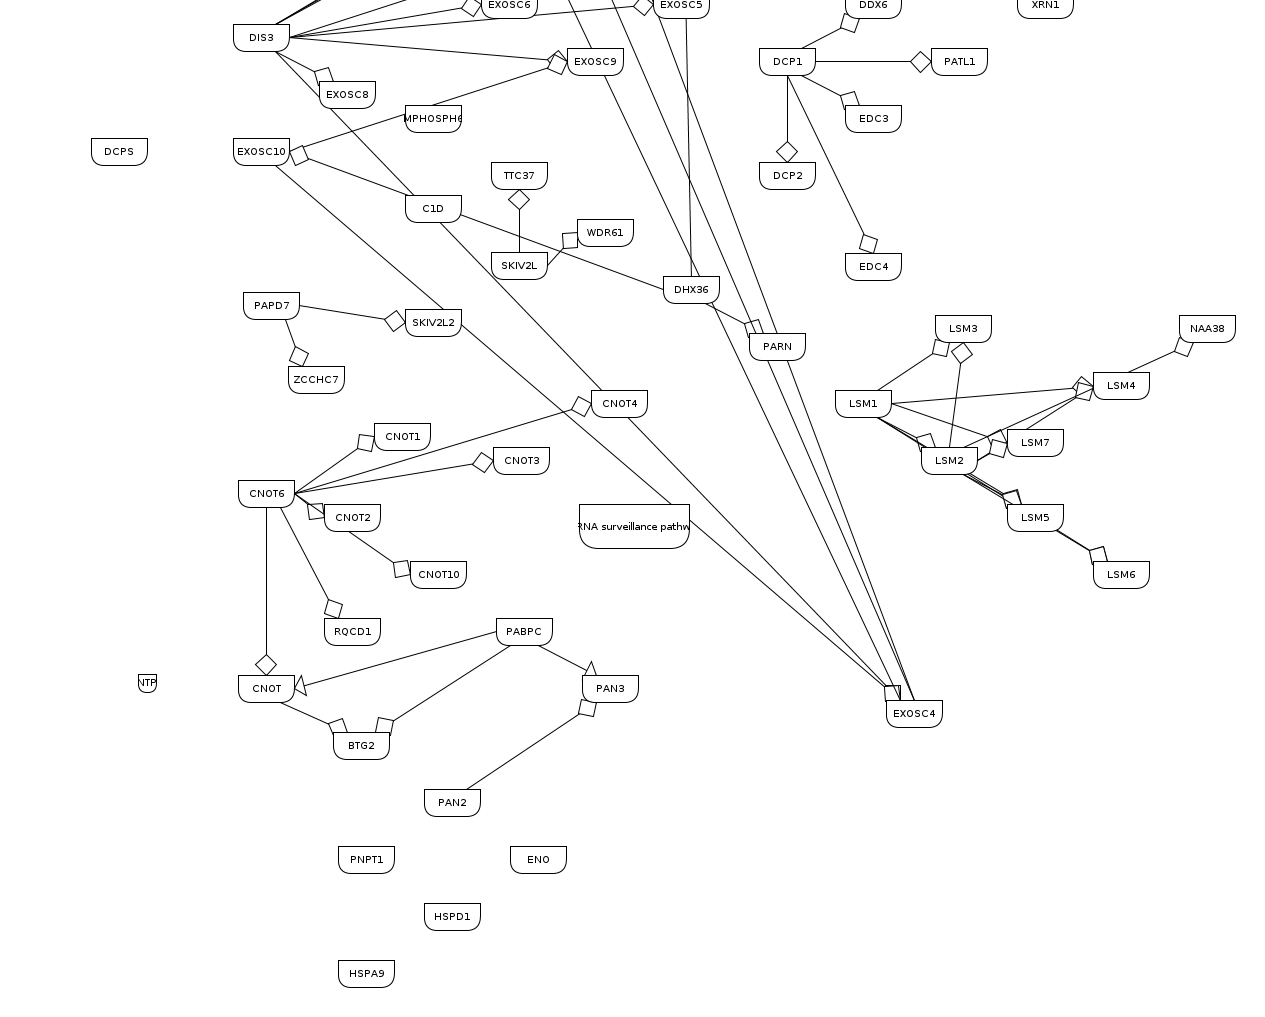 EXOSC6
EXOSC5
DDX6
XRN1
DIS3
EXOSC9
DCP1
PATL1
EXOSC8
MPHOSPH6
EDC3
DCPS
EXOSC10
TTC37
DCP2
C1D
WDR61
SKIV2L
EDC4
DHX36
PAPD7
SKIV2L2
LSM3
NAA38
PARN
ZCCHC7
LSM4
CNOT4
LSM1
CNOT1
LSM7
CNOT3
LSM2
CNOT6
CNOT2
RNA surveillance pathw
LSM5
CNOT10
LSM6
RQCD1
PABPC
NTP
CNOT
PAN3
EXOSC4
BTG2
PAN2
PNPT1
ENO
HSPD1
HSPA9